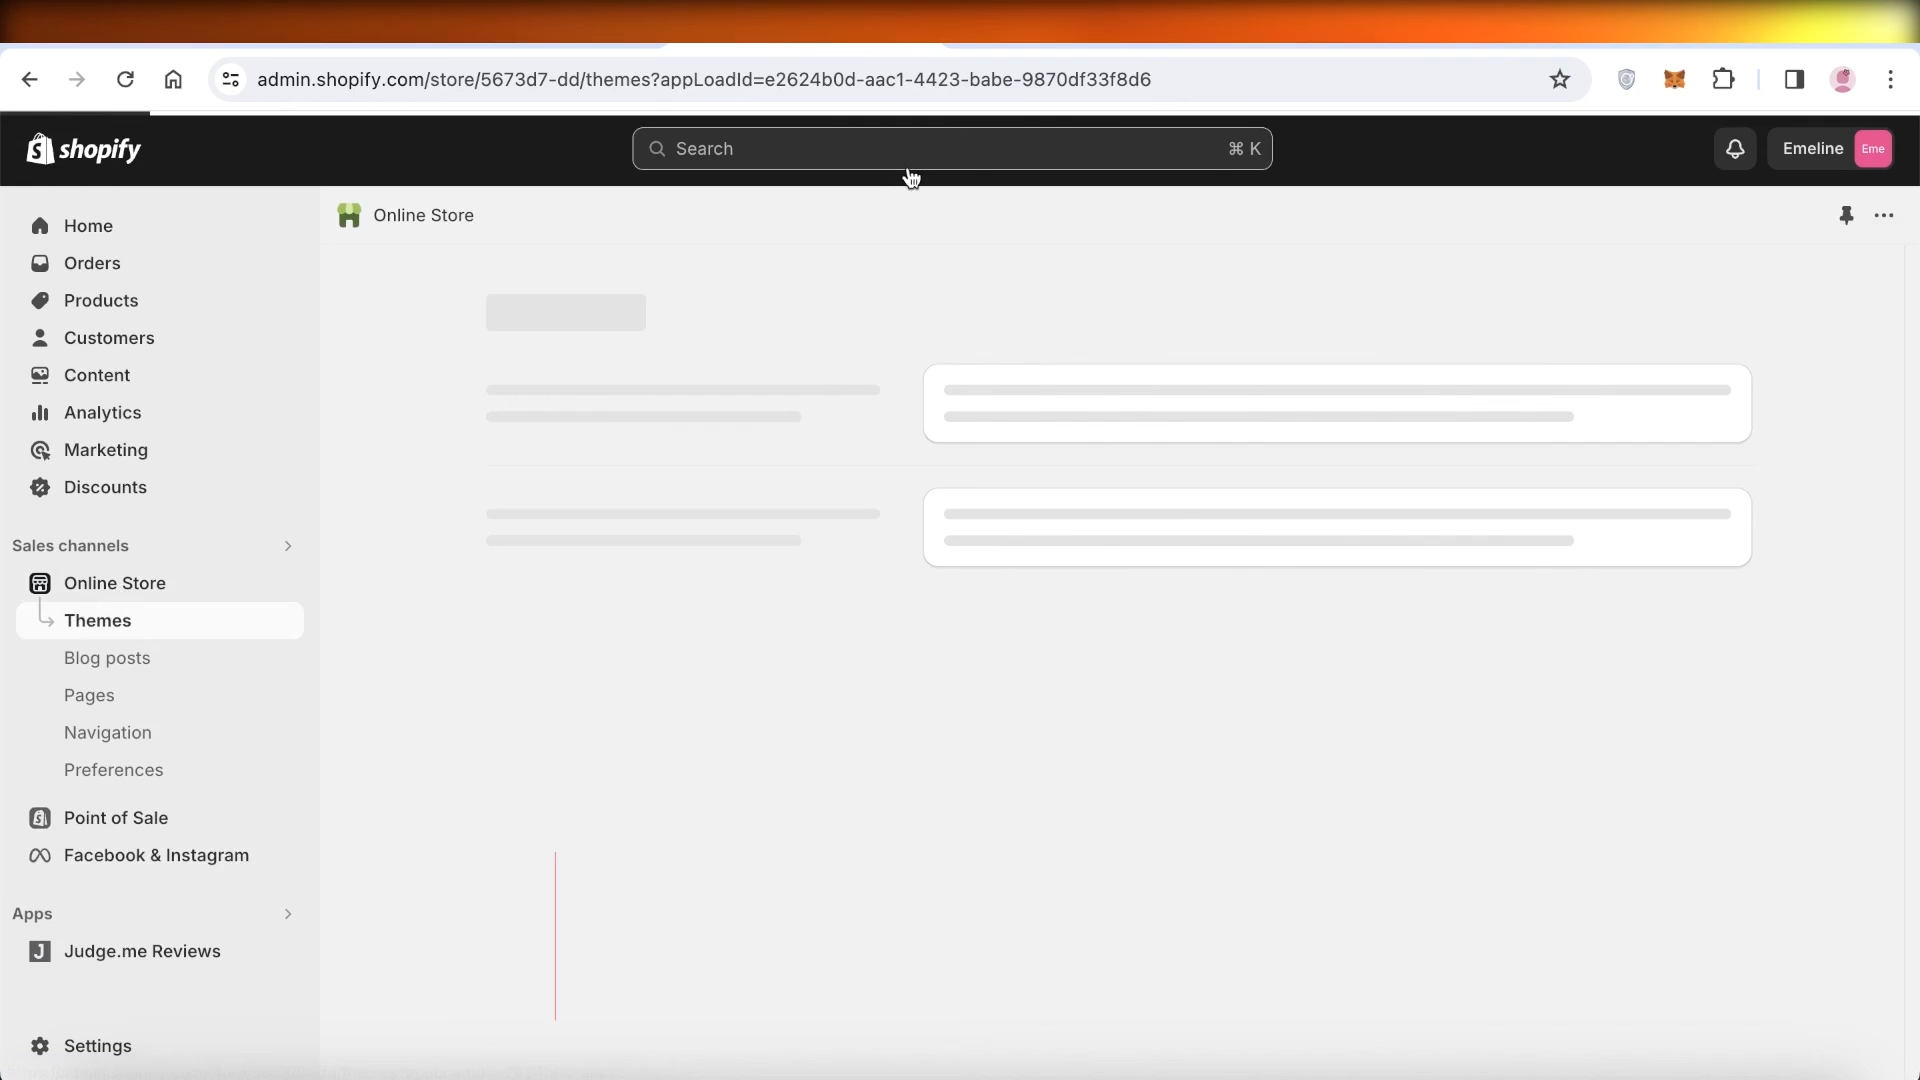 admin.shopify.com/store/5673d7-dd/themes?appLoadId=e2624b0d-aac1-4423-babe-9870df33f8d6
shopify
Search
⌘ K
Emeline
Eme
Home
Orders
Products
Customers
Content
Analytics
Marketing
Discounts
Sales channels
Online Store
Themes
Blog posts
Pages
Navigation
Preferences
Point of Sale
Facebook & Instagram
Apps
Judge.me Reviews
Settings
Online Store